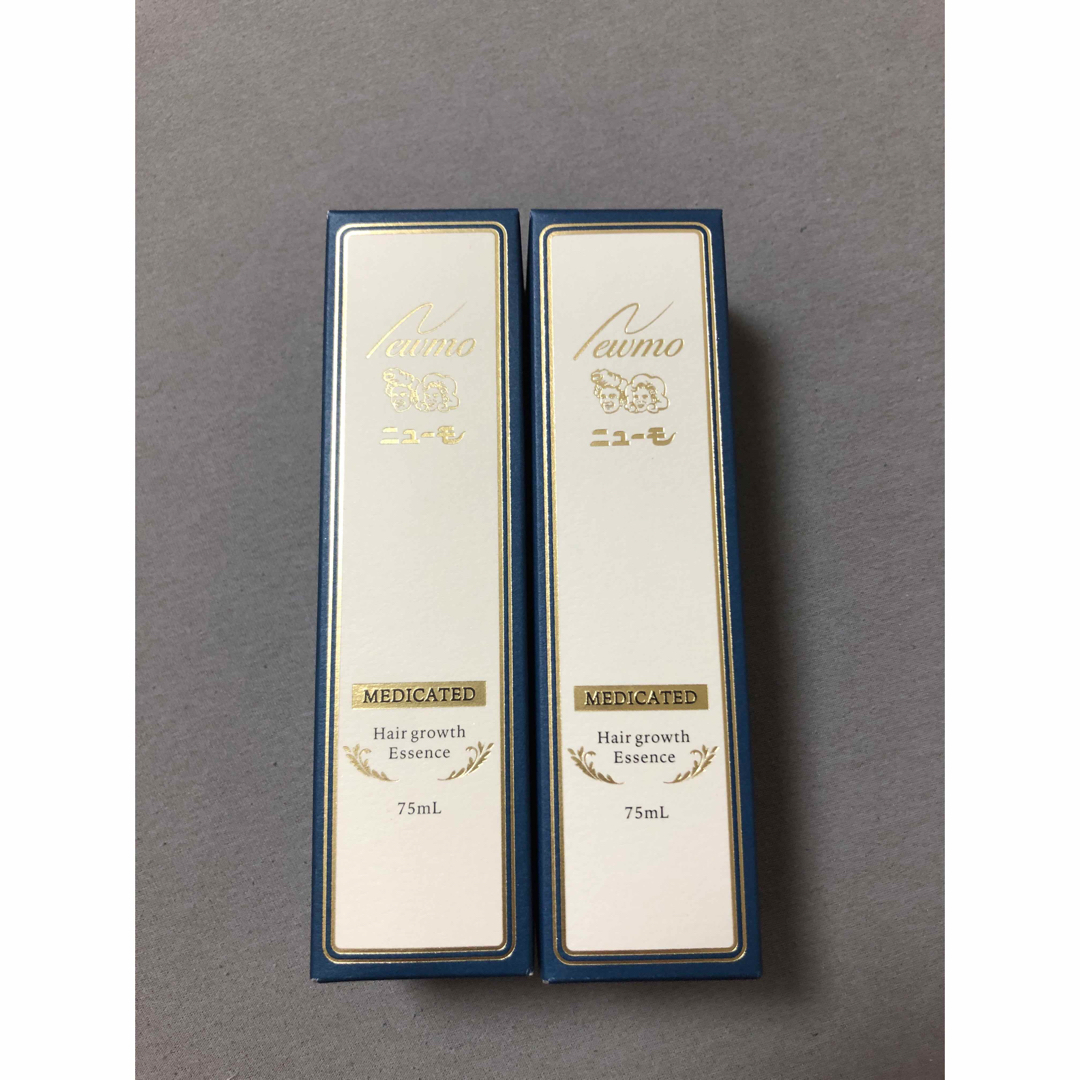 Newmo
ニューモ
MEDICATED
Hair growth
Essence
75mL
Newmo
ニューモ
MEDICATED
Hair growth
Essence
75mL